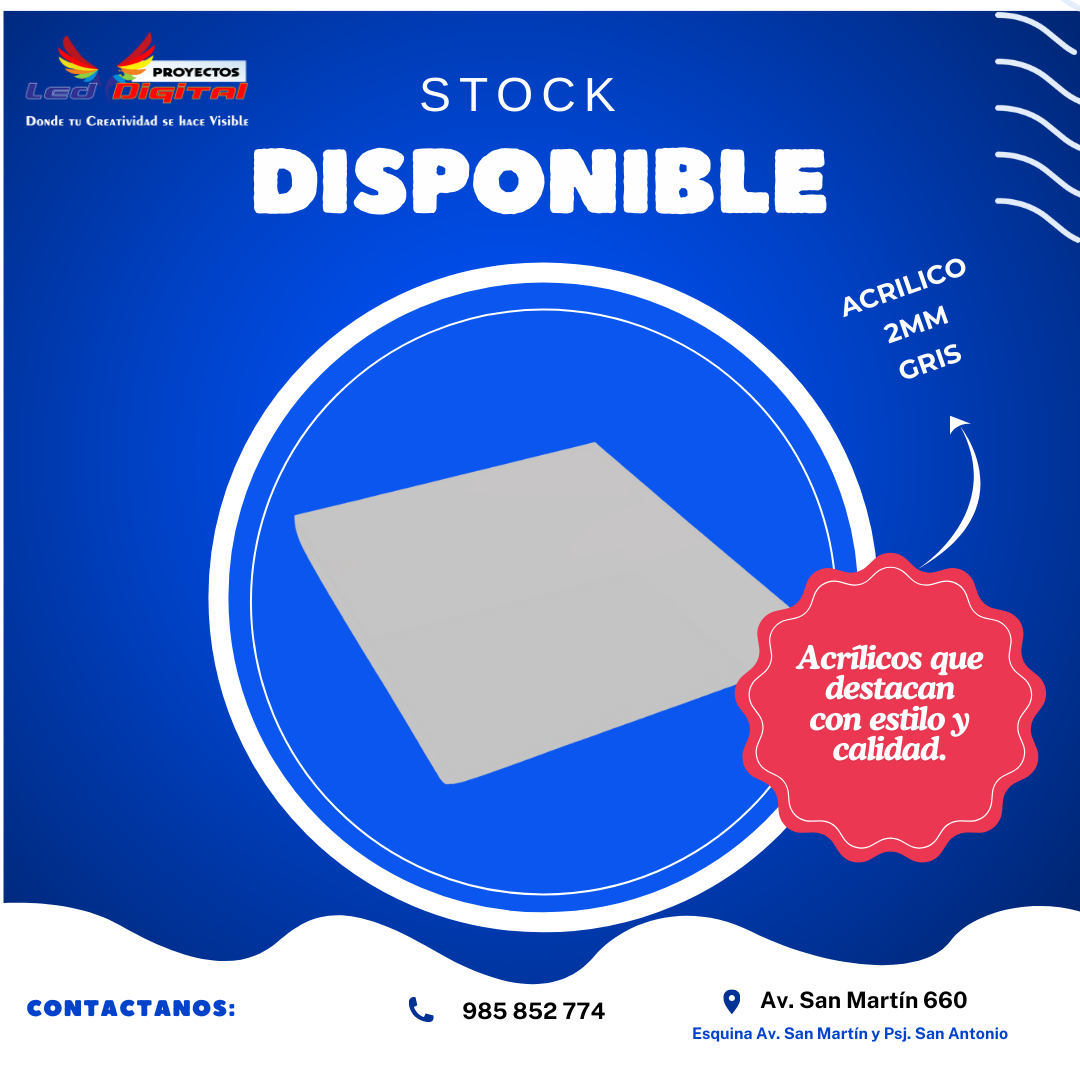 PROYECTOS
Led Digital
Donde tu Creatividad se hace Visible
STOCK
DISPONIBLE
ACRILICO
2MM
GRIS
Acrílicos que
destacan
con estilo y
calidad.
CONTACTANOS:
985 852 774
Av. San Martín 660
Esquina Av. San Martín y Psj. San Antonio